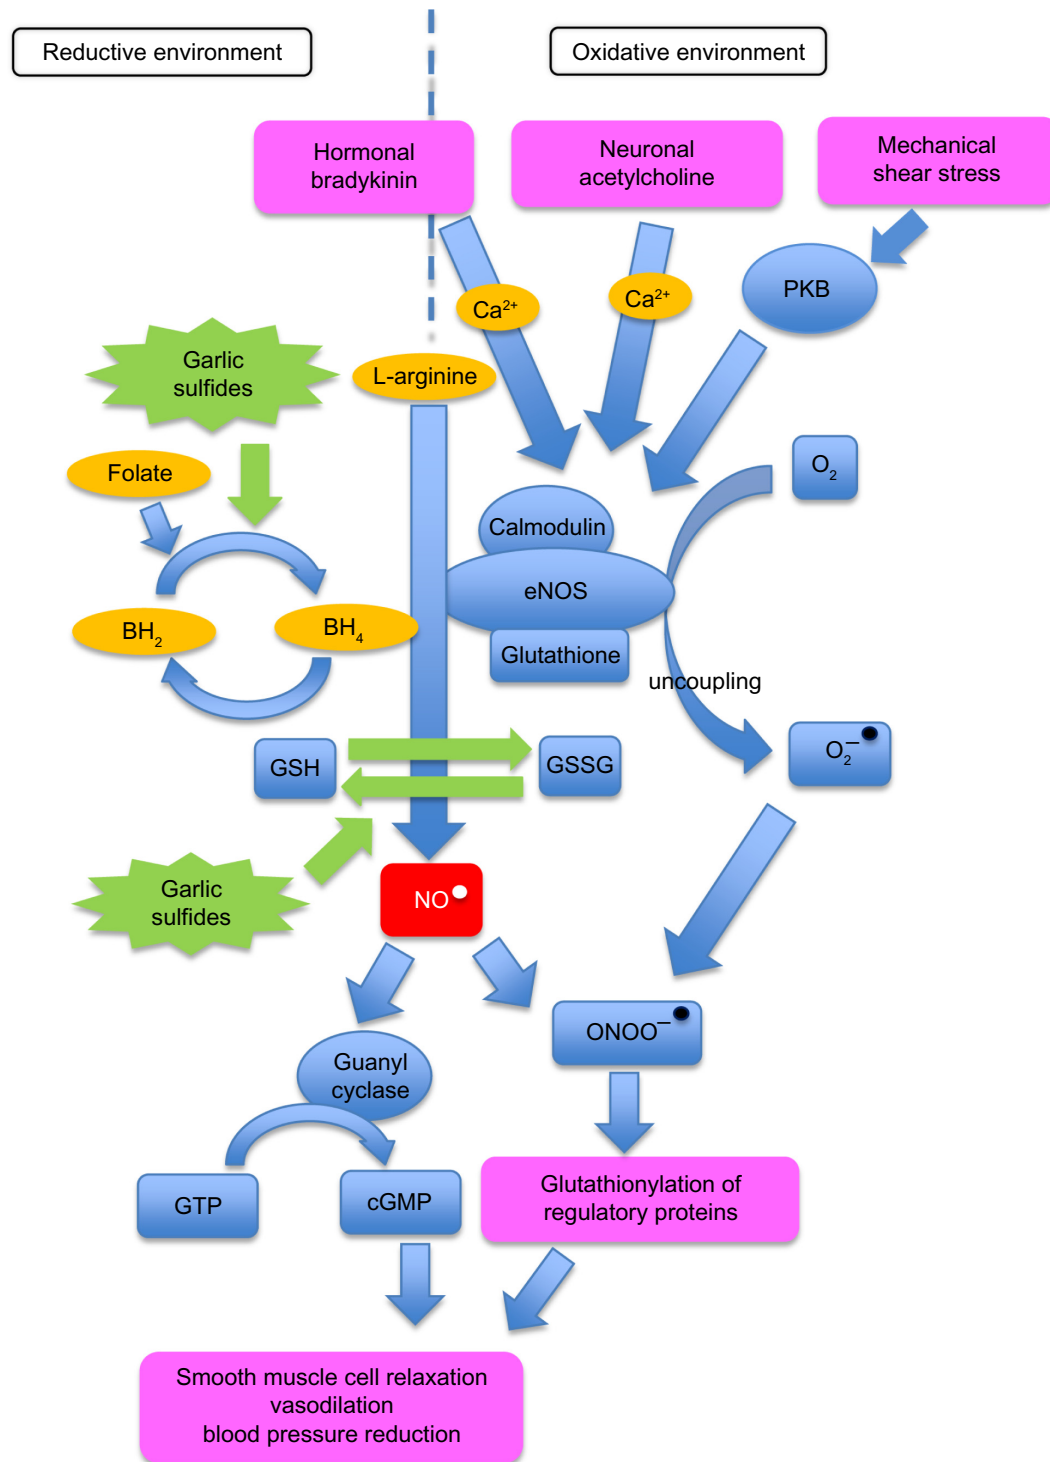 Reductive environment
Oxidative environment
Hormonal
bradykinin
Neuronal
acetylcholine
Mechanical
shear stress
PKB
Ca²⁺
Ca²⁺
Garlic
sulfides
L-arginine
Folate
O₂
Calmodulin
eNOS
Glutathione
BH₂
BH₄
uncoupling
GSH
GSSG
O₂⁻•
Garlic
sulfides
NO•
ONOO⁻•
Guanyl
cyclase
GTP
cGMP
Glutathionylation of
regulatory proteins
Smooth muscle cell relaxation
vasodilation
blood pressure reduction